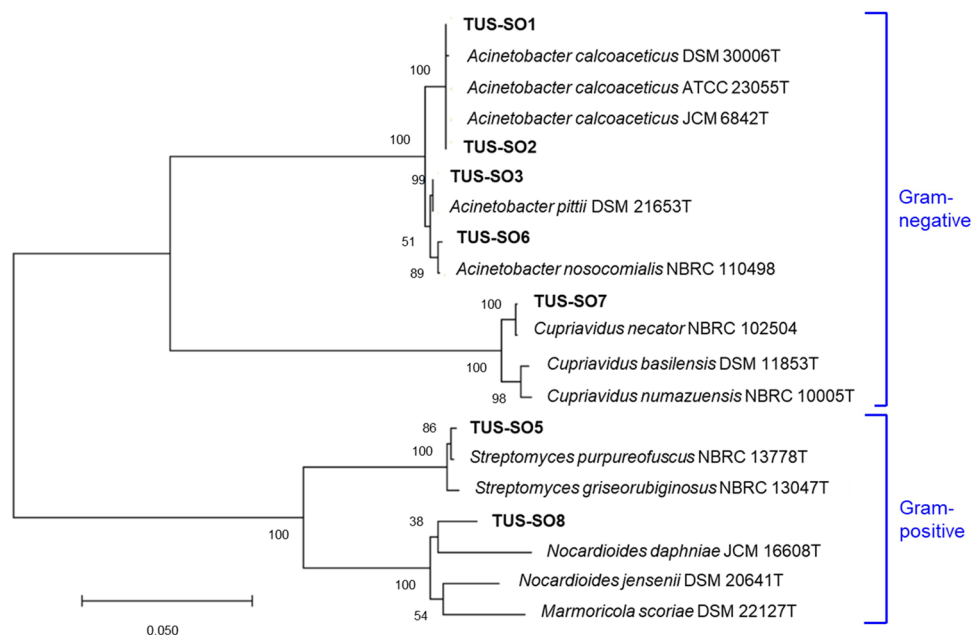 TUS-SO1
Acinetobacter calcoaceticus DSM 30006T
100
Acinetobacter calcoaceticus ATCC 23055T
Acinetobacter calcoaceticus JCM 6842T
100
TUS-SO2
99
TUS-SO3
Acinetobacter pittii DSM 21653T
Gram-
negative
51
TUS-SO6
89
Acinetobacter nosocomialis NBRC 110498
100
TUS-SO7
Cupriavidus necator NBRC 102504
100
Cupriavidus basilensis DSM 11853T
98
Cupriavidus numazuensis NBRC 10005T
86
TUS-SO5
100
Streptomyces purpureofuscus NBRC 13778T
Streptomyces griseorubiginosus NBRC 13047T
Gram-
positive
38
TUS-SO8
100
Nocardioides daphniae JCM 16608T
100
Nocardioides jensenii DSM 20641T
54
Marmoricola scoriae DSM 22127T
0.050